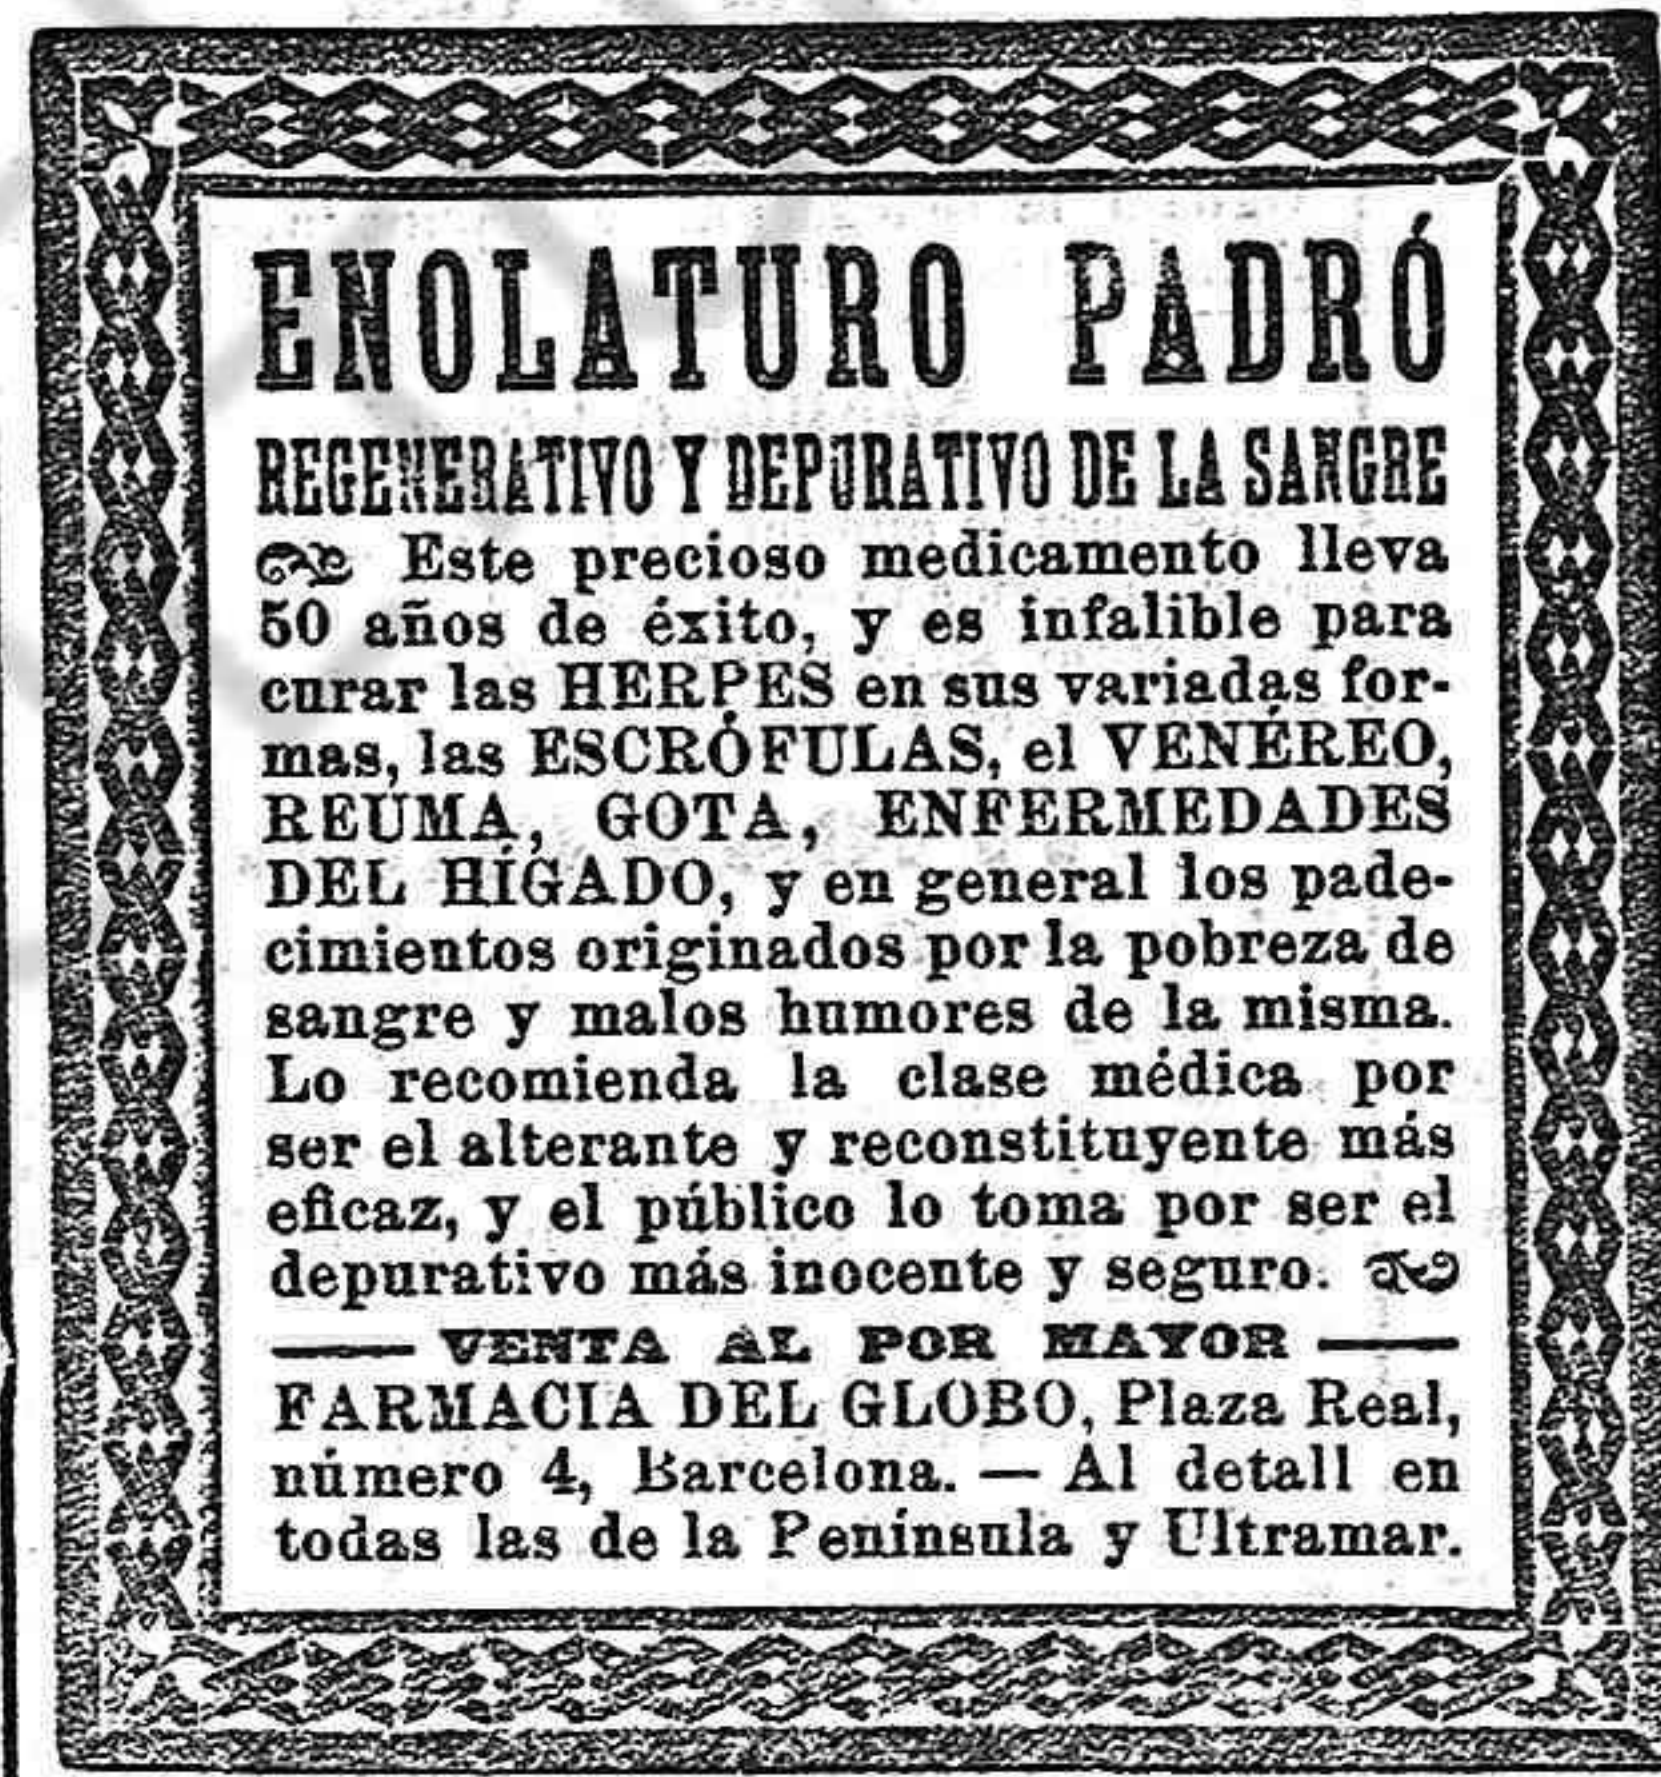 ENOLATURO PADRÓ
REGENERATIVO Y DEPURATIVO DE LA SANGRE
Este precioso medicamento lleva
50 años de éxito, y es infalible para
curar las HERPES en sus variadas for-
mas, las ESCRÓFULAS, el VENÉREO,
REÚMA, GOTA, ENFERMEDADES
DEL HÍGADO, y en general los pade-
cimientos originados por la pobreza de
sangre y malos humores de la misma.
Lo recomienda la clase médica por
ser el alterante y reconstituyente más
eficaz, y el público lo toma por ser el
depurativo más inocente y seguro.
— VENTA AL POR MAYOR —
FARMACIA DEL GLOBO, Plaza Real,
número 4, Barcelona. — Al detall en
todas las de la Península y Ultramar.